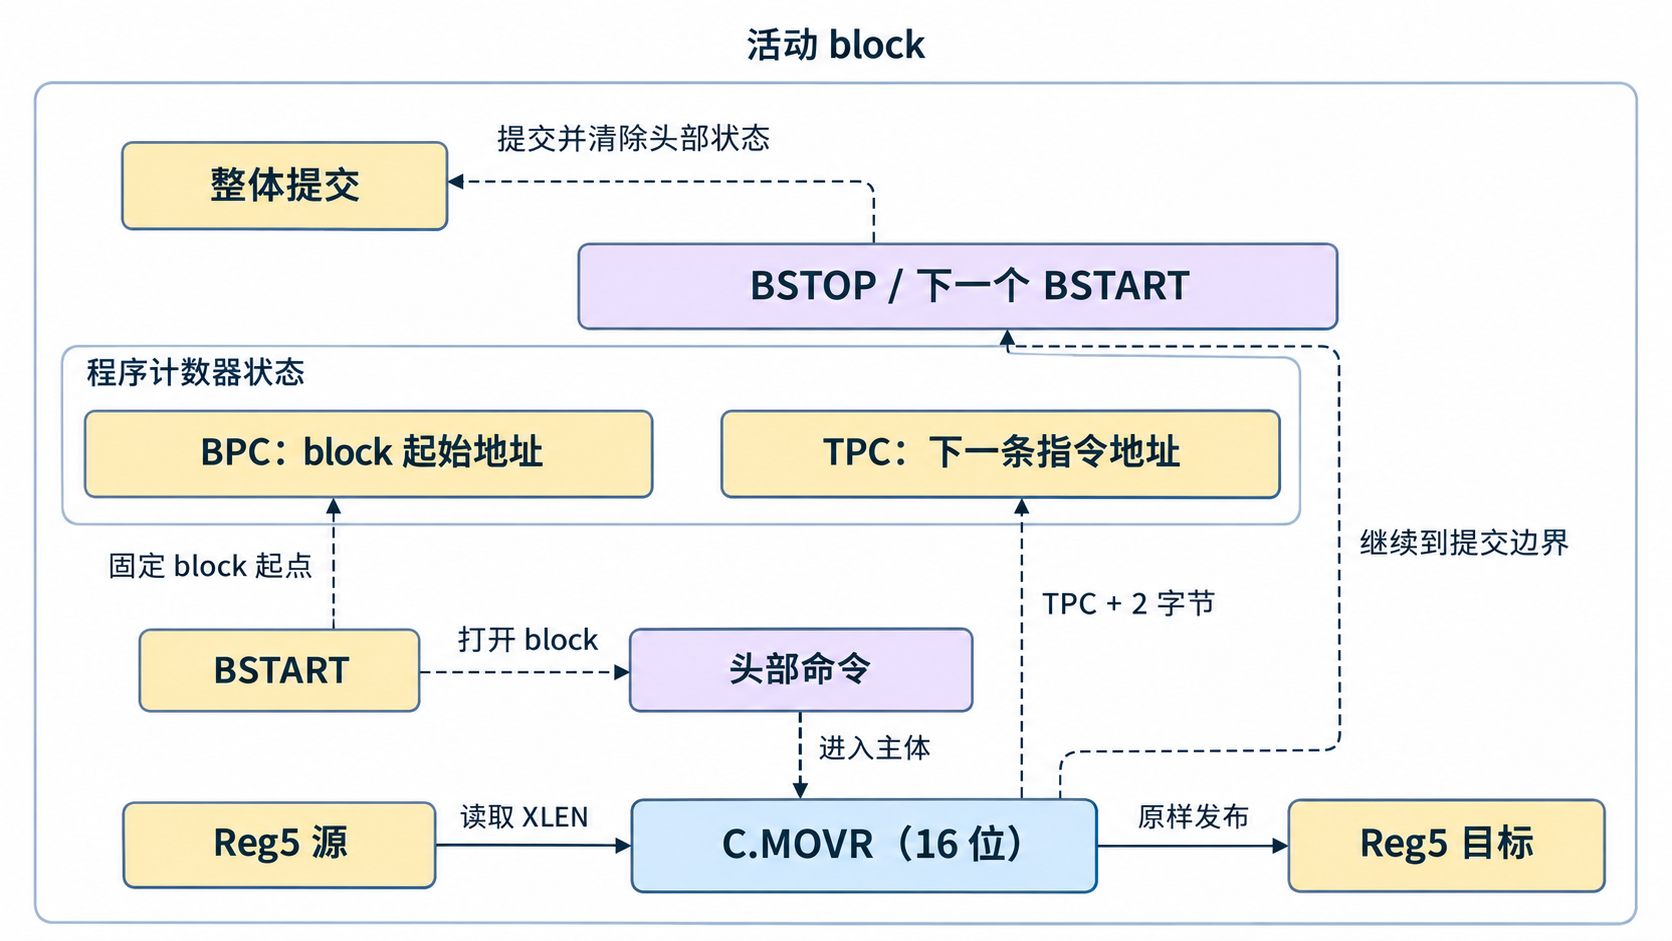 活动 block
提交并清除头部状态
整体提交
BSTOP / 下一个 BSTART
程序计数器状态
BPC：block 起始地址
TPC：下一条指令地址
继续到提交边界
固定 block 起点
TPC + 2 字节
打开 block
BSTART
头部命令
进入主体
读取 XLEN
原样发布
Reg5 源
C.MOVR（16 位）
Reg5 目标